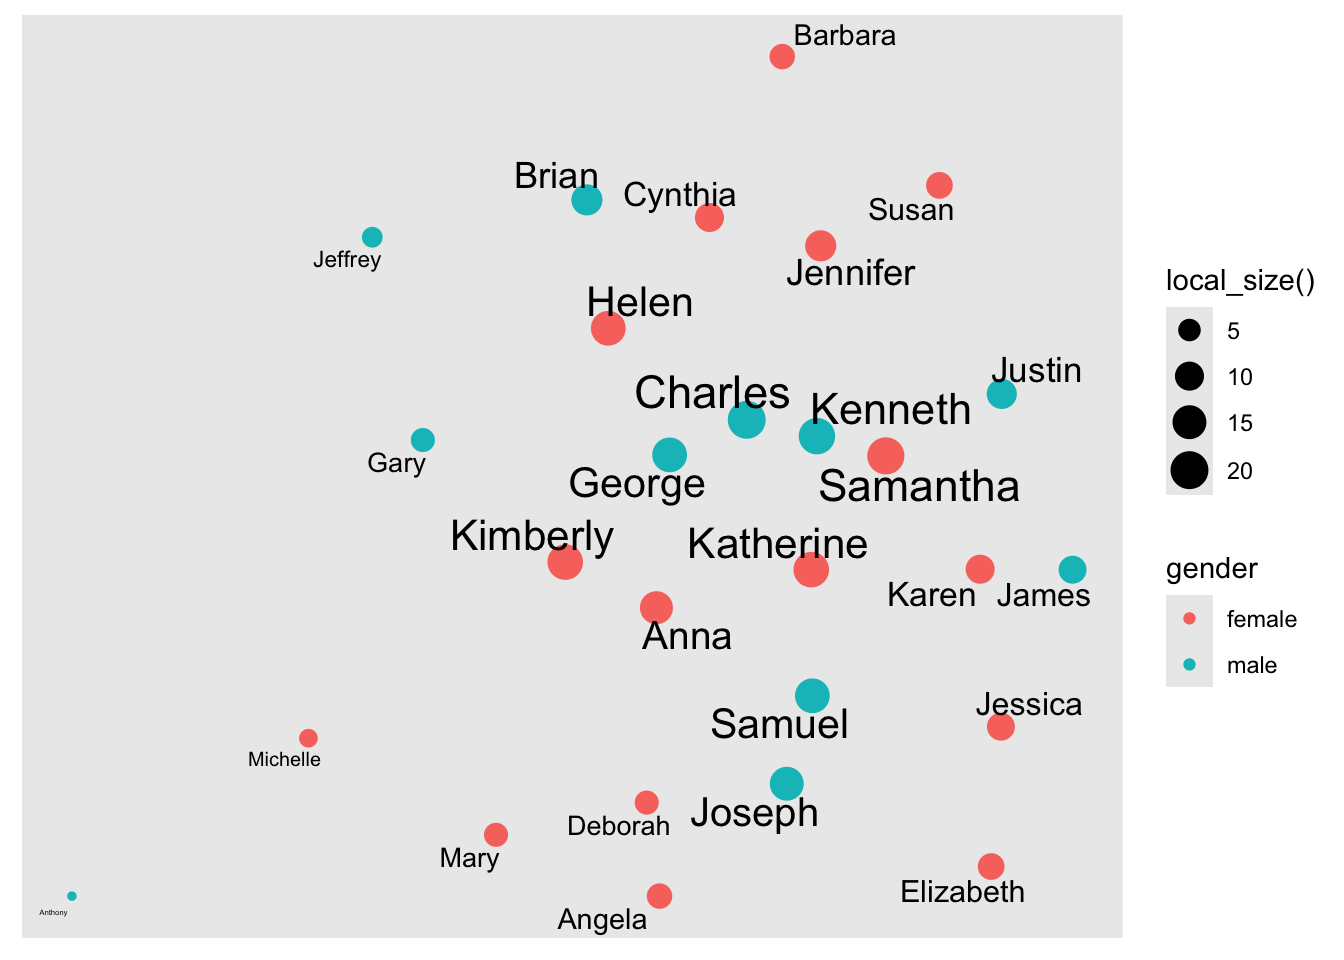 Barbara
Brian
Cynthia
Susan
Jeffrey
Jennifer
Helen
Charles
Kenneth
Justin
Gary
George
Samantha
Kimberly
Katherine
Karen
James
Anna
Samuel
Jessica
Michelle
Deborah
Joseph
Mary
Elizabeth
Angela
Anthony
local_size()
5
10
15
20
gender
female
male